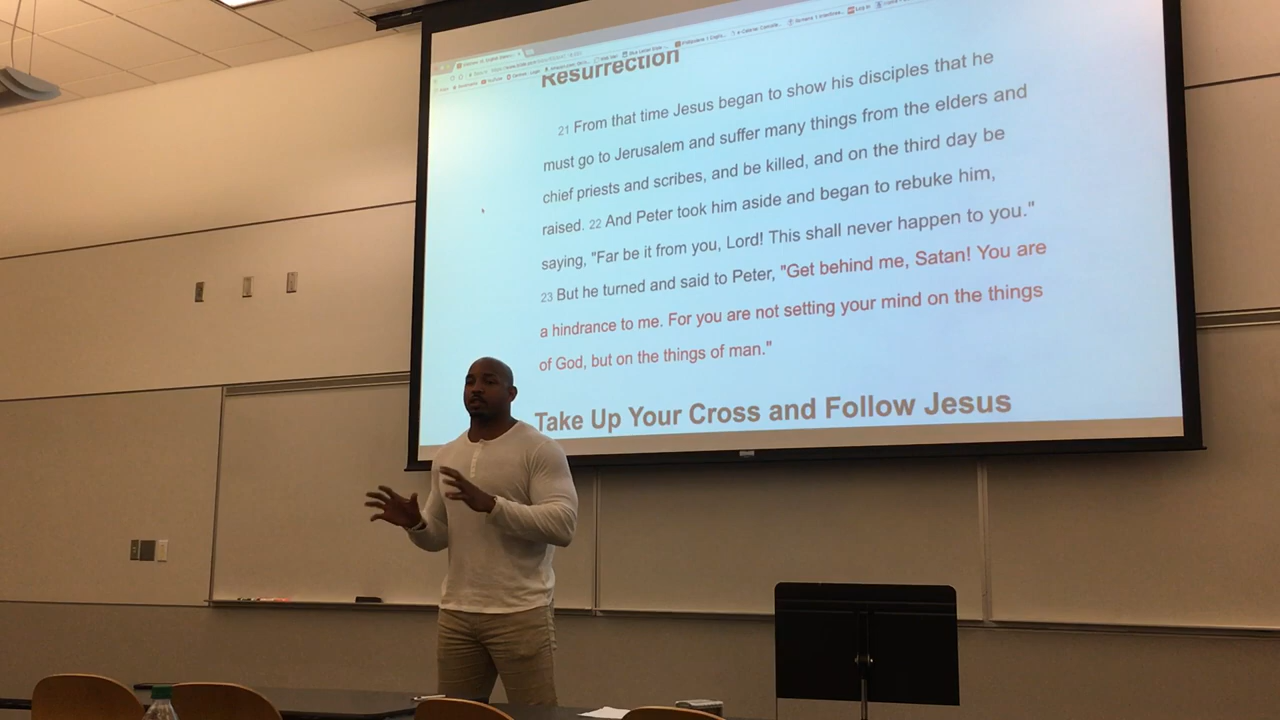 Resurrection
21 From that time Jesus began to show his disciples that he
must go to Jerusalem and suffer many things from the elders and
chief priests and scribes, and be killed, and on the third day be
raised. 22 And Peter took him aside and began to rebuke him,
saying, "Far be it from you, Lord! This shall never happen to you."
23 But he turned and said to Peter, "Get behind me, Satan! You are
a hindrance to me. For you are not setting your mind on the things
of God, but on the things of man."
Take Up Your Cross and Follow Jesus